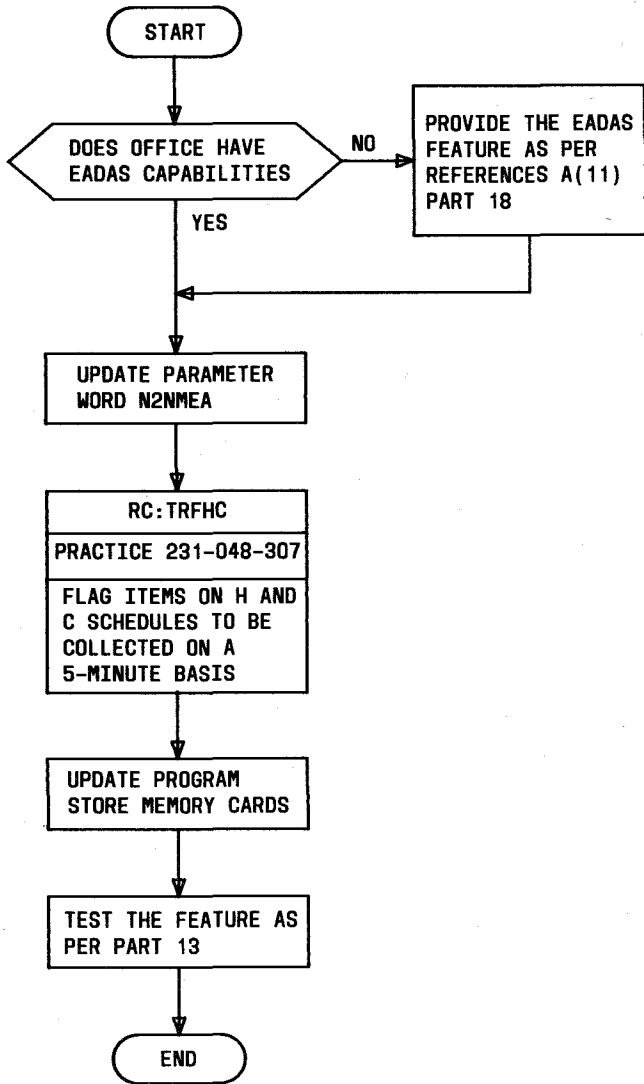 START
DOES OFFICE HAVE
EADAS CAPABILITIES
NO
PROVIDE THE EADAS
FEATURE AS PER
REFERENCES A(11)
PART 18
YES
UPDATE PARAMETER
WORD N2NMEA
RC:TRFHC
PRACTICE 231-048-307
FLAG ITEMS ON H AND
C SCHEDULES TO BE
COLLECTED ON A
5-MINUTE BASIS
UPDATE PROGRAM
STORE MEMORY CARDS
TEST THE FEATURE AS
PER PART 13
END